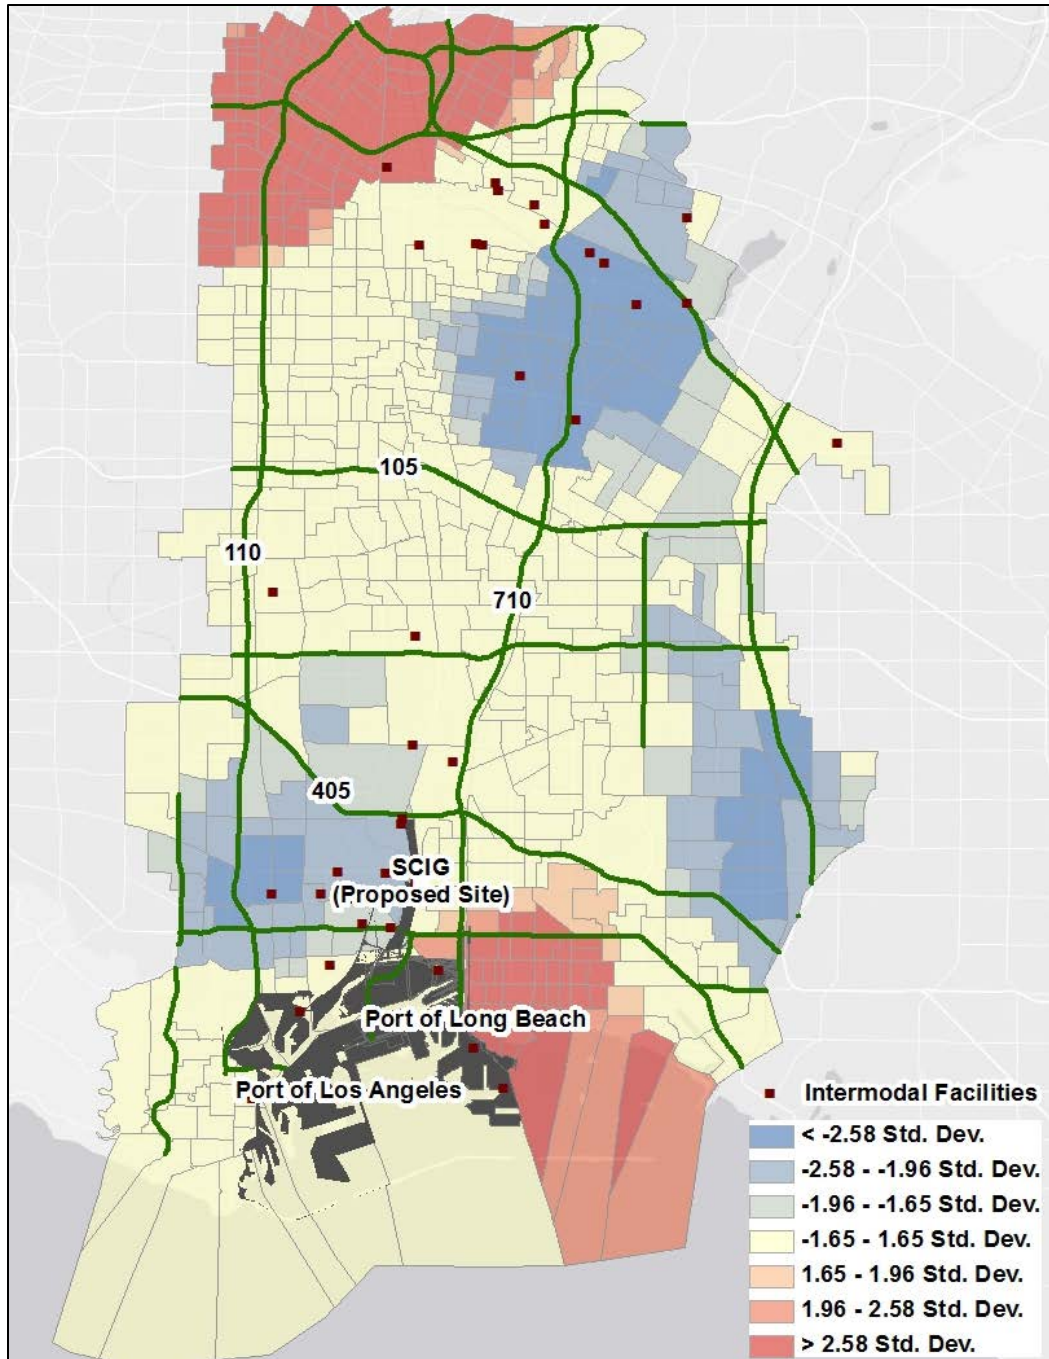 105
110
710
405
SCIG
(Proposed Site)
Port of Long Beach
Port of Los Angeles
Intermodal Facilities
< -2.58 Std. Dev.
-2.58 - -1.96 Std. Dev.
-1.96 - -1.65 Std. Dev.
-1.65 - 1.65 Std. Dev.
1.65 - 1.96 Std. Dev.
1.96 - 2.58 Std. Dev.
> 2.58 Std. Dev.